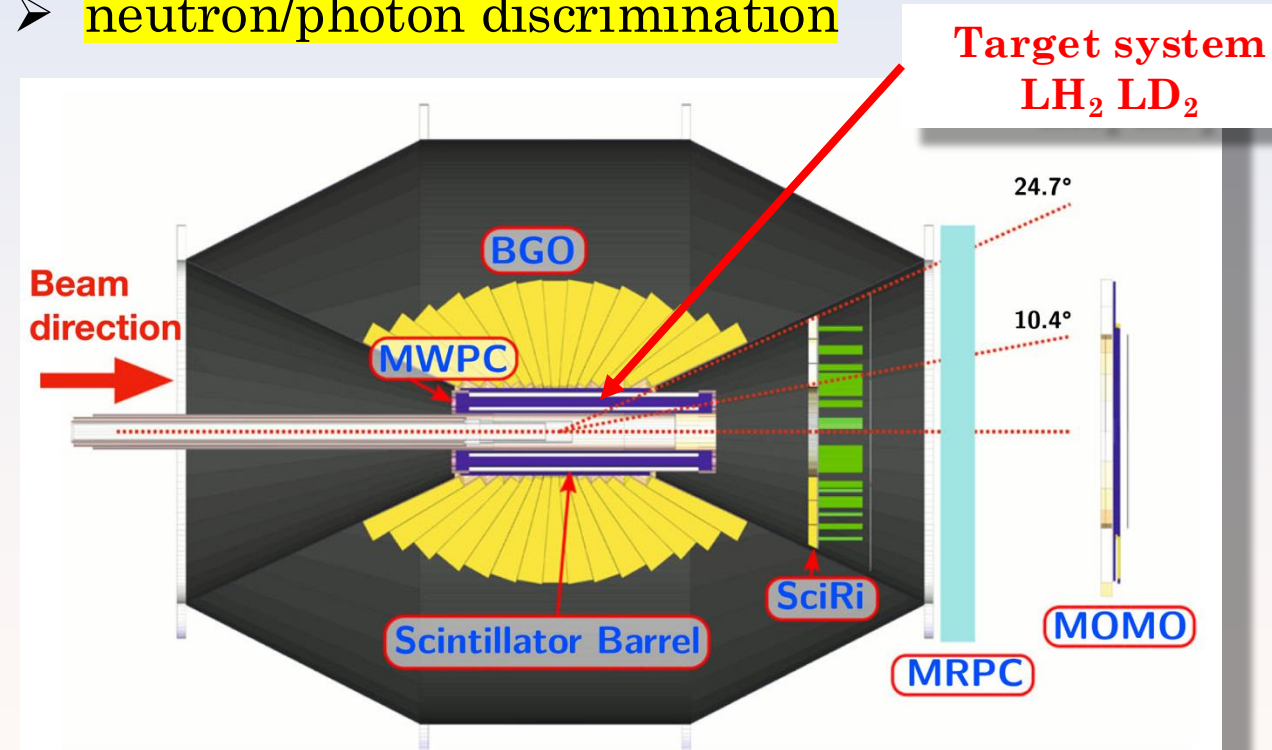 ➢ neutron/photon discrimination
Target system
LH₂ LD₂
24.7°
BGO
Beam
direction
10.4°
MWPC
SciRi
MOMO
Scintillator Barrel
MRPC